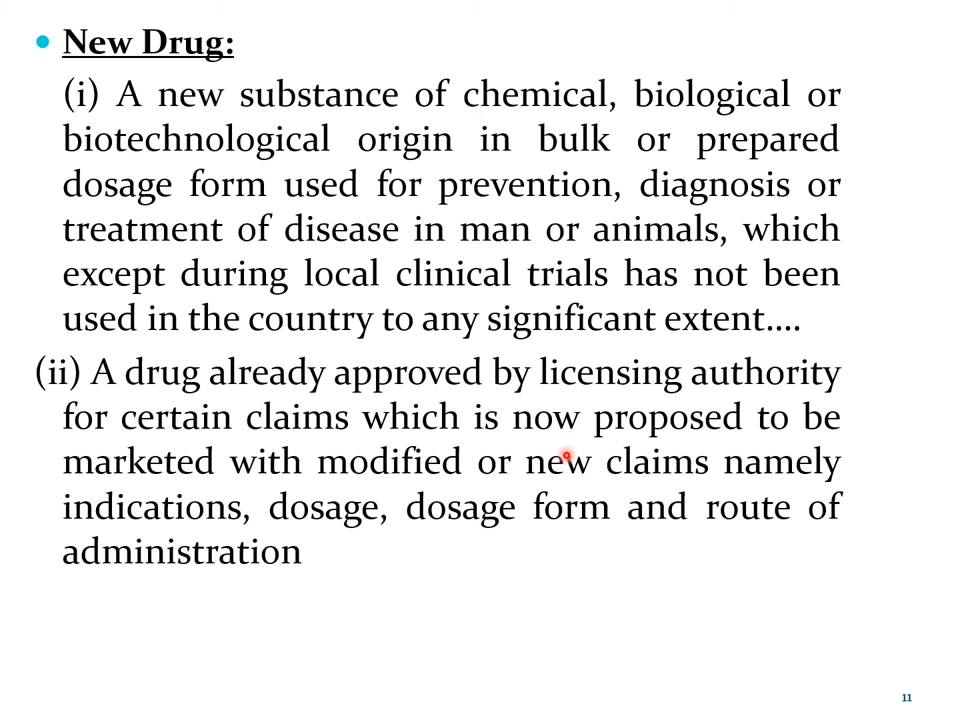 New Drug:
(i) A new substance of chemical, biological or
biotechnological origin in bulk or prepared
dosage form used for prevention, diagnosis or
treatment of disease in man or animals, which
except during local clinical trials has not been
used in the country to any significant extent….
(ii) A drug already approved by licensing authority
for certain claims which is now proposed to be
marketed with modified or new claims namely
indications, dosage, dosage form and route of
administration
11